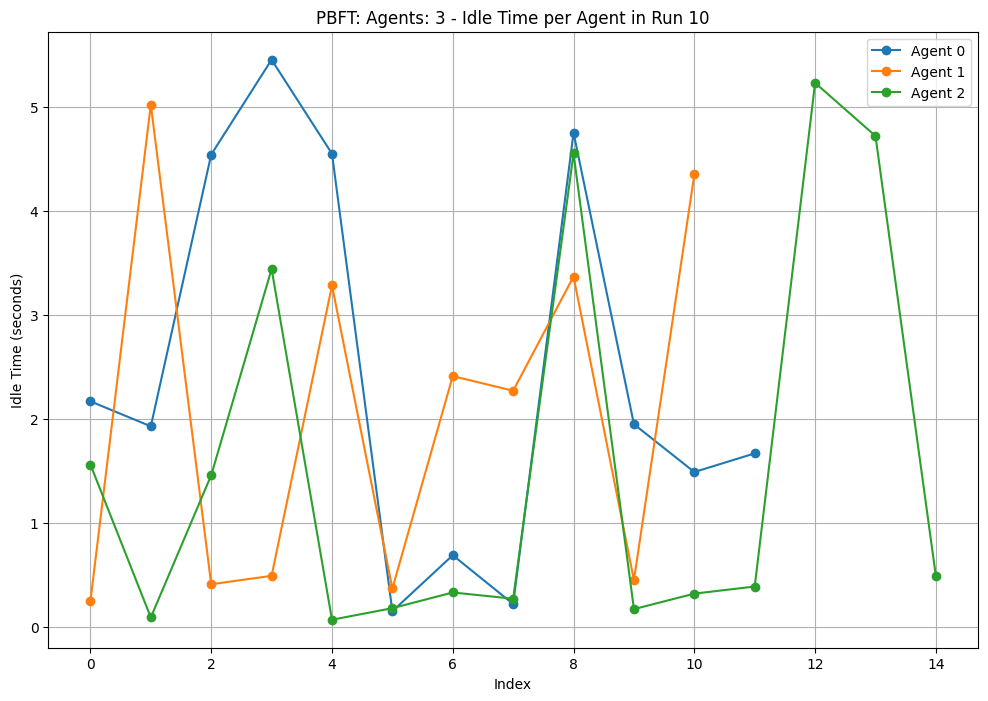 PBFT: Agents: 3 - Idle Time per Agent in Run 10
Agent 0
Agent 1
Agent 2
Idle Time (seconds)
5
4
3
2
1
0
0 2 4 6 8 10 12 14
Index